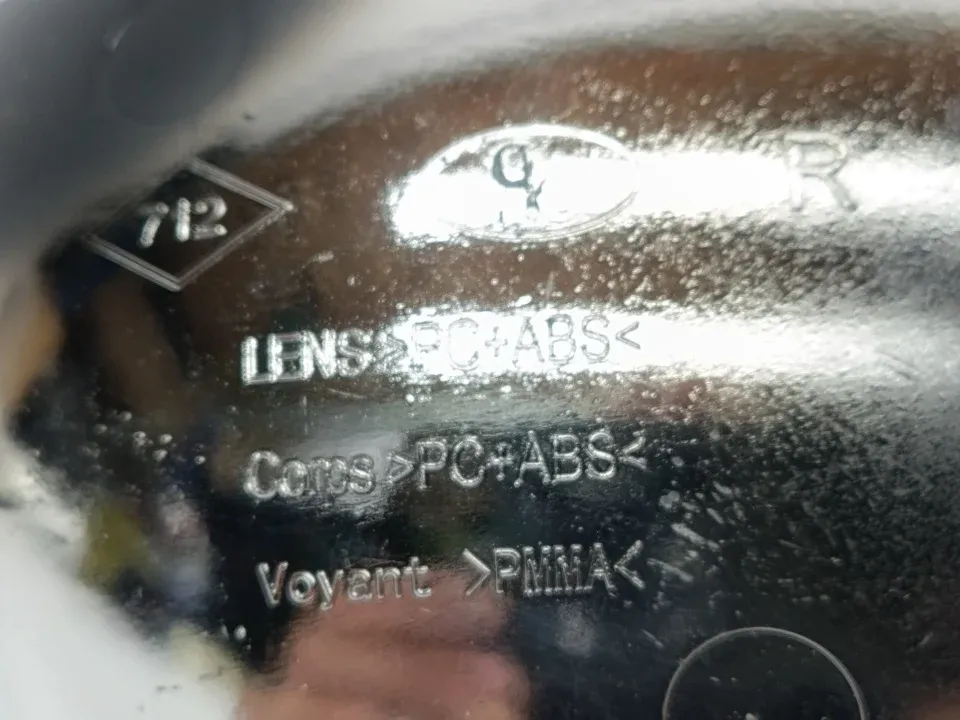 712
R
LENS>PC+ABS<
Corps>PC+ABS<
Voyant >PMMA<